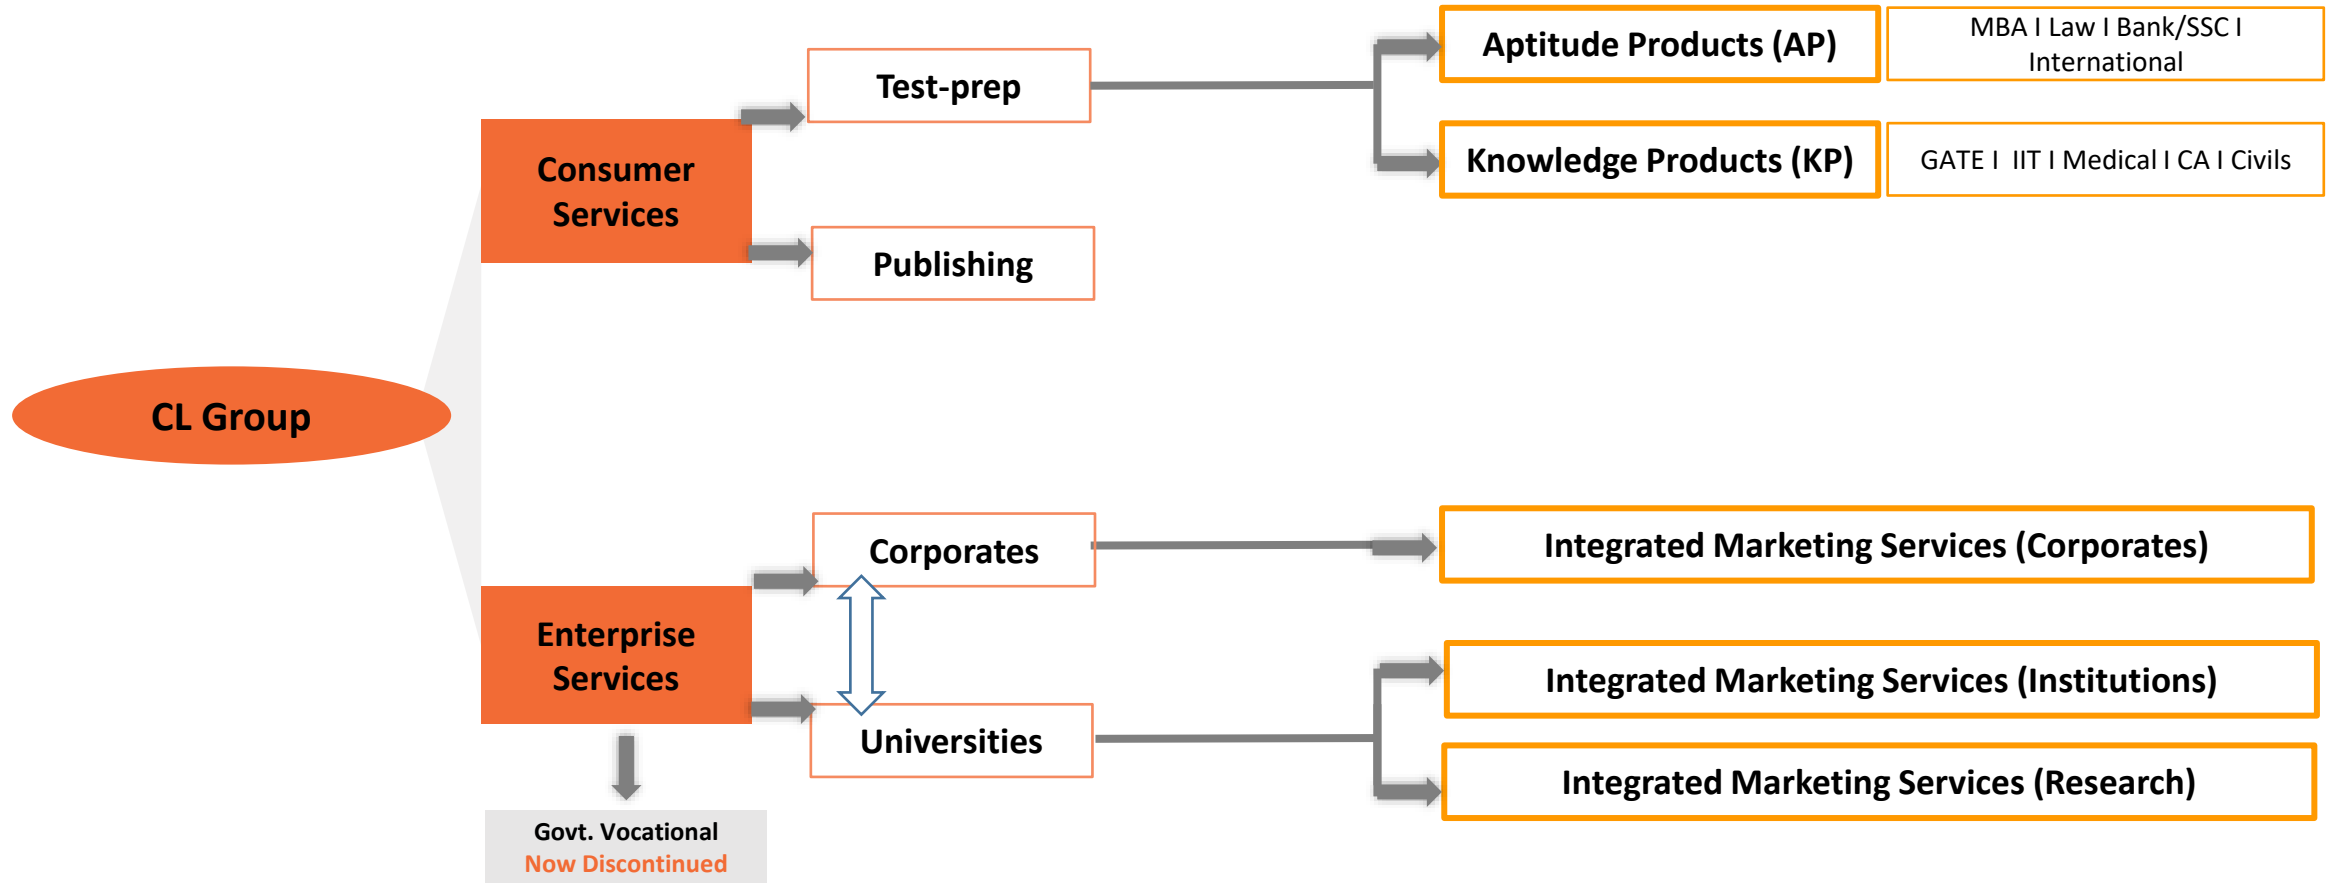 CL Group
Consumer
Services
Test-prep
Publishing
Aptitude Products (AP)
MBA I Law I Bank/SSC I
International
Knowledge Products (KP)
GATE I  IIT I Medical I CA I Civils
Enterprise
Services
Corporates
Universities
Integrated Marketing Services (Corporates)
Integrated Marketing Services (Institutions)
Integrated Marketing Services (Research)
Govt. Vocational
Now Discontinued